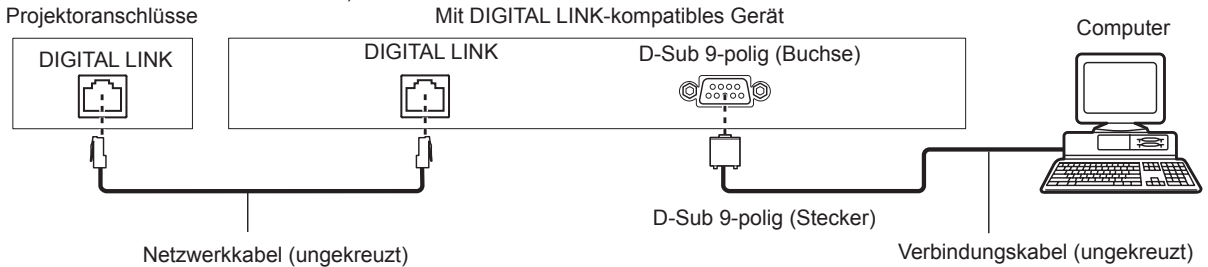 Projektoranschlüsse
Mit DIGITAL LINK-kompatibles Gerät
Computer
DIGITAL LINK
DIGITAL LINK
D-Sub 9-polig (Buchse)
D-Sub 9-polig (Stecker)
Netzwerkkabel (ungekreuzt)
Verbindungskabel (ungekreuzt)